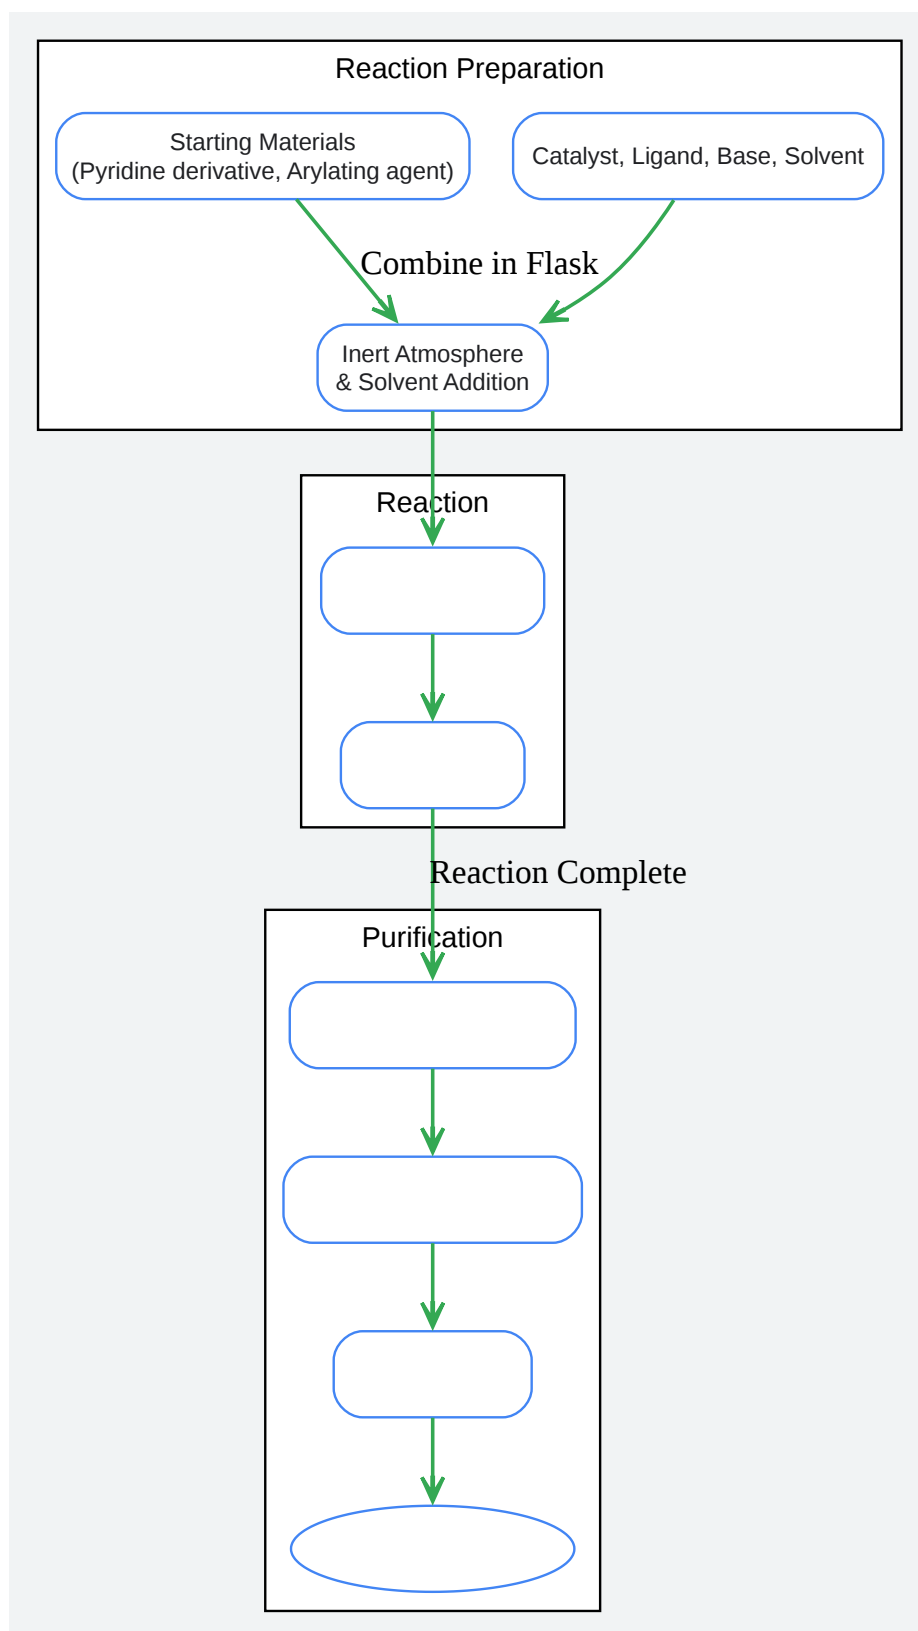 Reaction Preparation
Starting Materials
(Pyridine derivative, Arylating agent)
Catalyst, Ligand, Base, Solvent
Combine in Flask
Inert Atmosphere
& Solvent Addition
Reaction
Reaction Complete
Purification